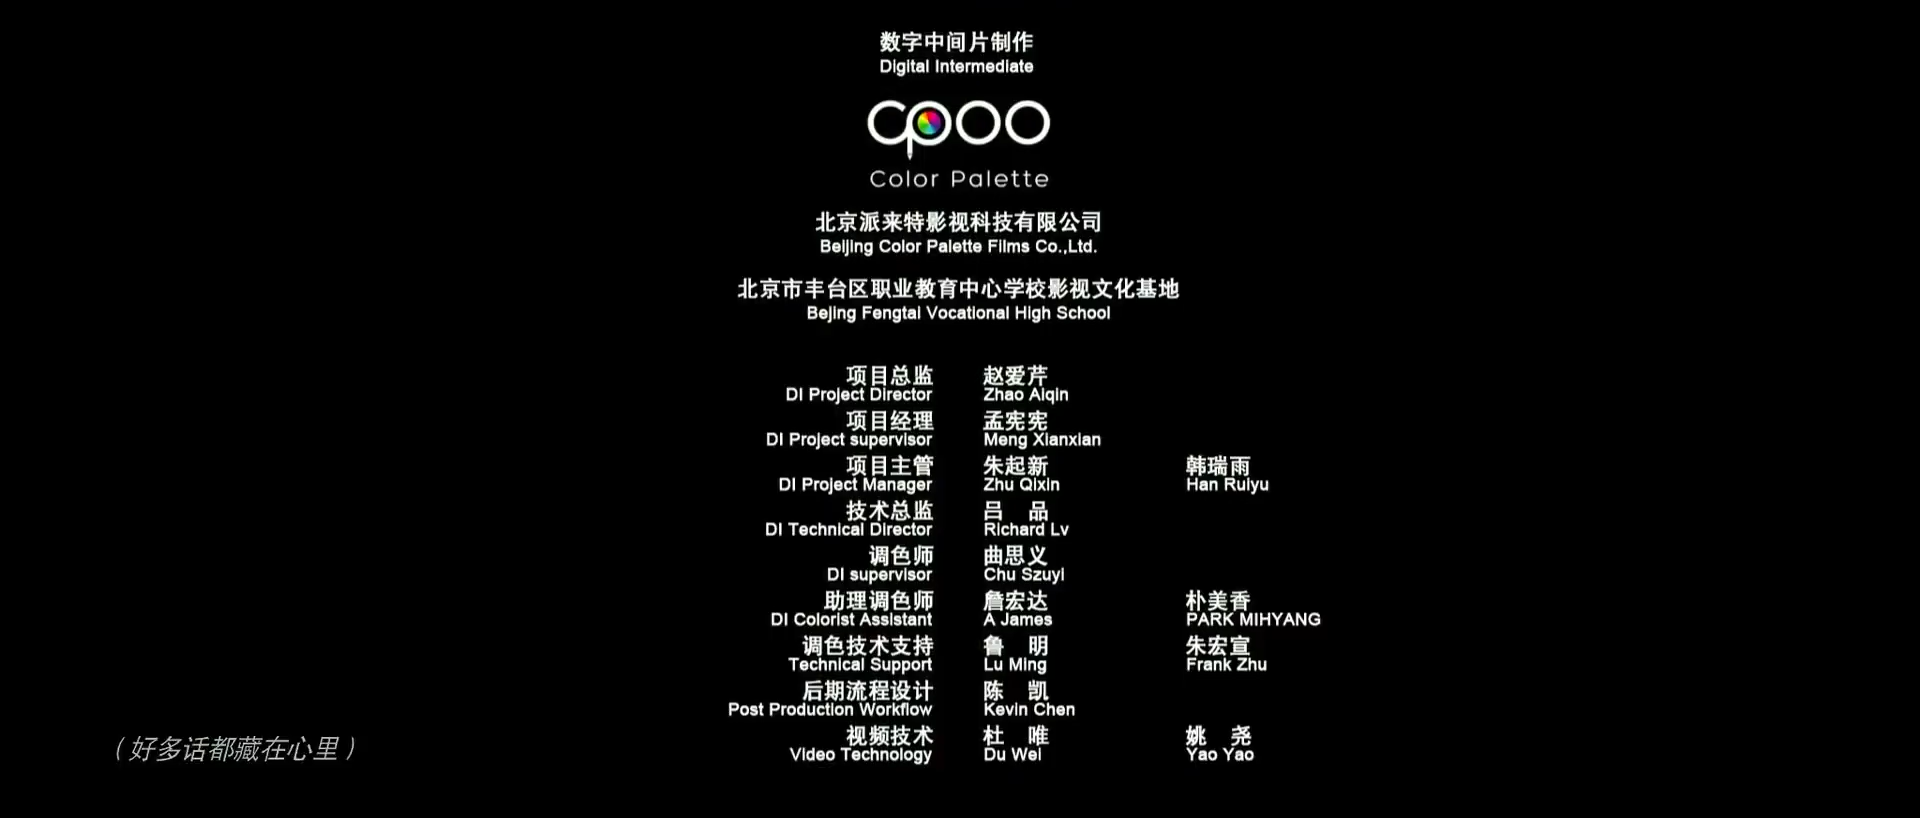 数字中间片制作
Digital Intermediate
cpoo
Color Palette
北京派来特影视科技有限公司
Beijing Color Palette Films Co.,Ltd.
北京市丰台区职业教育中心学校影视文化基地
Bejing Fengtai Vocational High School
项目总监 赵爱芹
DI Project Director Zhao Aiqin
项目经理 孟宪宪
DI Project supervisor Meng Xianxian
项目主管 朱起新 韩瑞雨
DI Project Manager Zhu Qixin Han Ruiyu
技术总监 吕 品
DI Technical Director Richard Lv
调色师 曲思义
DI supervisor Chu Szuyi
助理调色师 詹宏达 朴美香
DI Colorist Assistant A James PARK MIHYANG
调色技术支持 鲁 明 朱宏宣
Technical Support Lu Ming Frank Zhu
后期流程设计 陈 凯
Post Production Workflow Kevin Chen
视频技术 杜 唯 姚 尧
Video Technology Du Wei Yao Yao
（好多话都藏在心里）